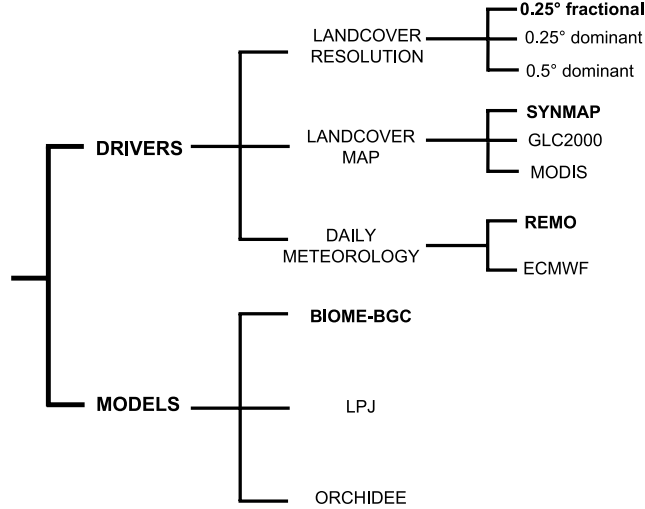 0.25° fractional
LANDCOVER
RESOLUTION
0.25° dominant
0.5° dominant
SYNMAP
DRIVERS
LANDCOVER
MAP
GLC2000
MODIS
REMO
DAILY
METEOROLOGY
ECMWF
BIOME-BGC
MODELS
LPJ
ORCHIDEE